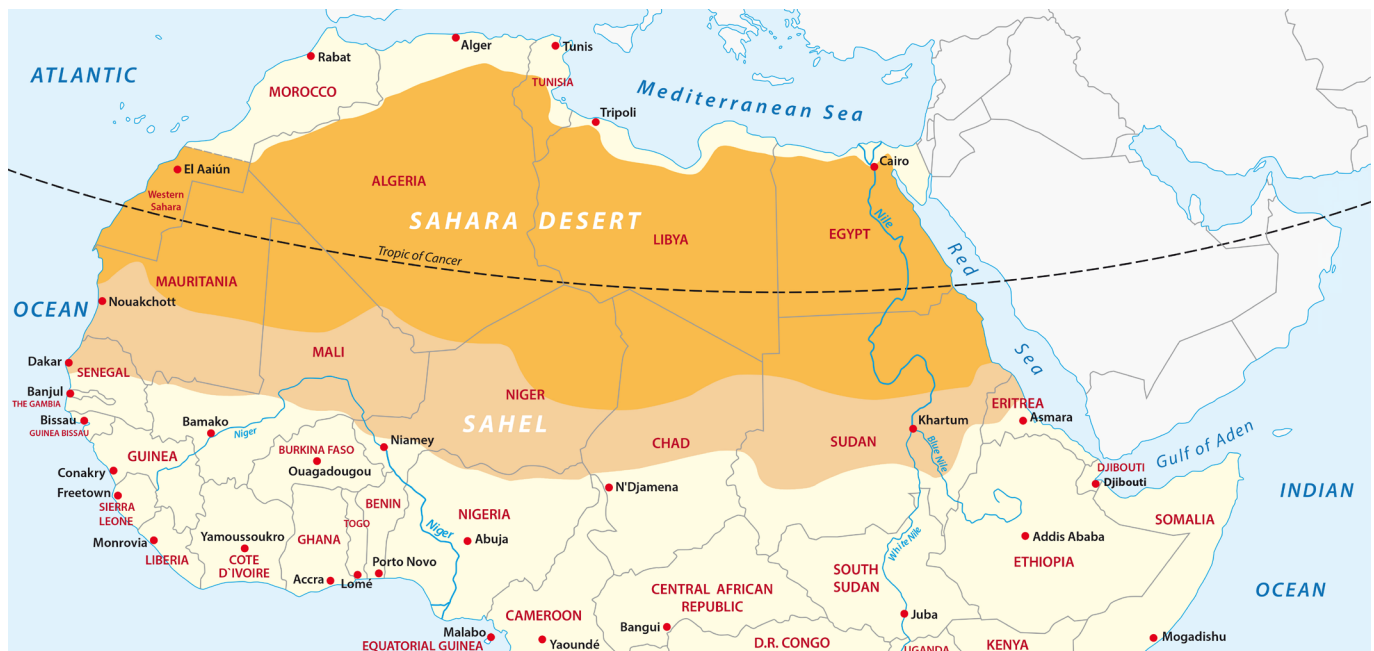 Alger
Tunis
Rabat
ATLANTIC
TUNISIA
MOROCCO
Mediterranean Sea
Tripoli
Cairo
El Aaiún
ALGERIA
Western
Sahara
SAHARA DESERT
Nile
EGYPT
LIBYA
Tropic of Cancer
Red
Sea
MAURITANIA
Nouakchott
OCEAN
MALI
Dakar
SENEGAL
Banjul
THE GAMBIA
NIGER
ERITREA
Bissau
GUINEA BISSAU
Bamako
Niger
SAHEL
Khartum
Asmara
Niamey
CHAD
SUDAN
Blue Nile
Gulf of Aden
BURKINA FASO
GUINEA
Ouagadougou
Conakry
DJIBOUTI
Djibouti
N'Djamena
INDIAN
Freetown
SIERRA
LEONE
BENIN
NIGERIA
SOMALIA
TOGO
Niger
Yamoussoukro
GHANA
Abuja
White Nile
Addis Ababa
Monrovia
LIBERIA
COTE
D`IVOIRE
Porto Novo
ETHIOPIA
Accra
Lomé
SOUTH
SUDAN
CENTRAL AFRICAN
REPUBLIC
OCEAN
CAMEROON
Juba
Bangui
Malabo
EQUATORIAL GUINEA
Yaoundé
D.R. CONGO
UGANDA
KENYA
Mogadishu